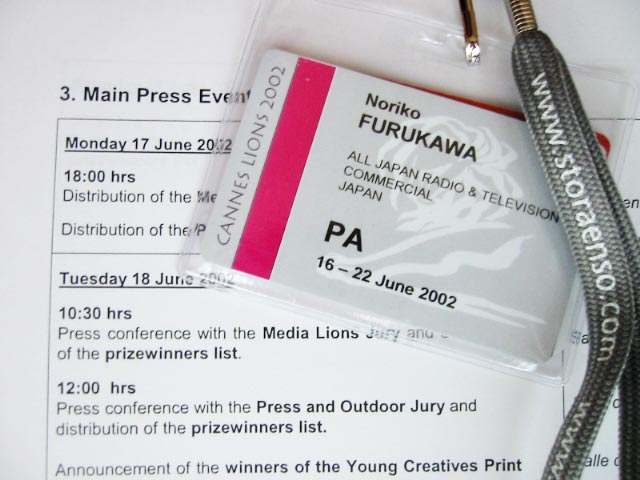 3. Main Press Even
Monday 17 June 2002
18:00 hrs
Distribution of the Me
Distribution of the P
Tuesday 18 June 2002
10:30 hrs
Press conference with the Media Lions Jury and
of the prizewinners list.
12:00 hrs
Press conference with the Press and Outdoor Jury and
distribution of the prizewinners list.
Announcement of the winners of the Young Creatives Print
CANNES LIONS 2002
Noriko
FURUKAWA
ALL JAPAN RADIO & TELEVISION
COMMERCIAL
JAPAN
PA
16 – 22 June 2002
www.storaenso.com